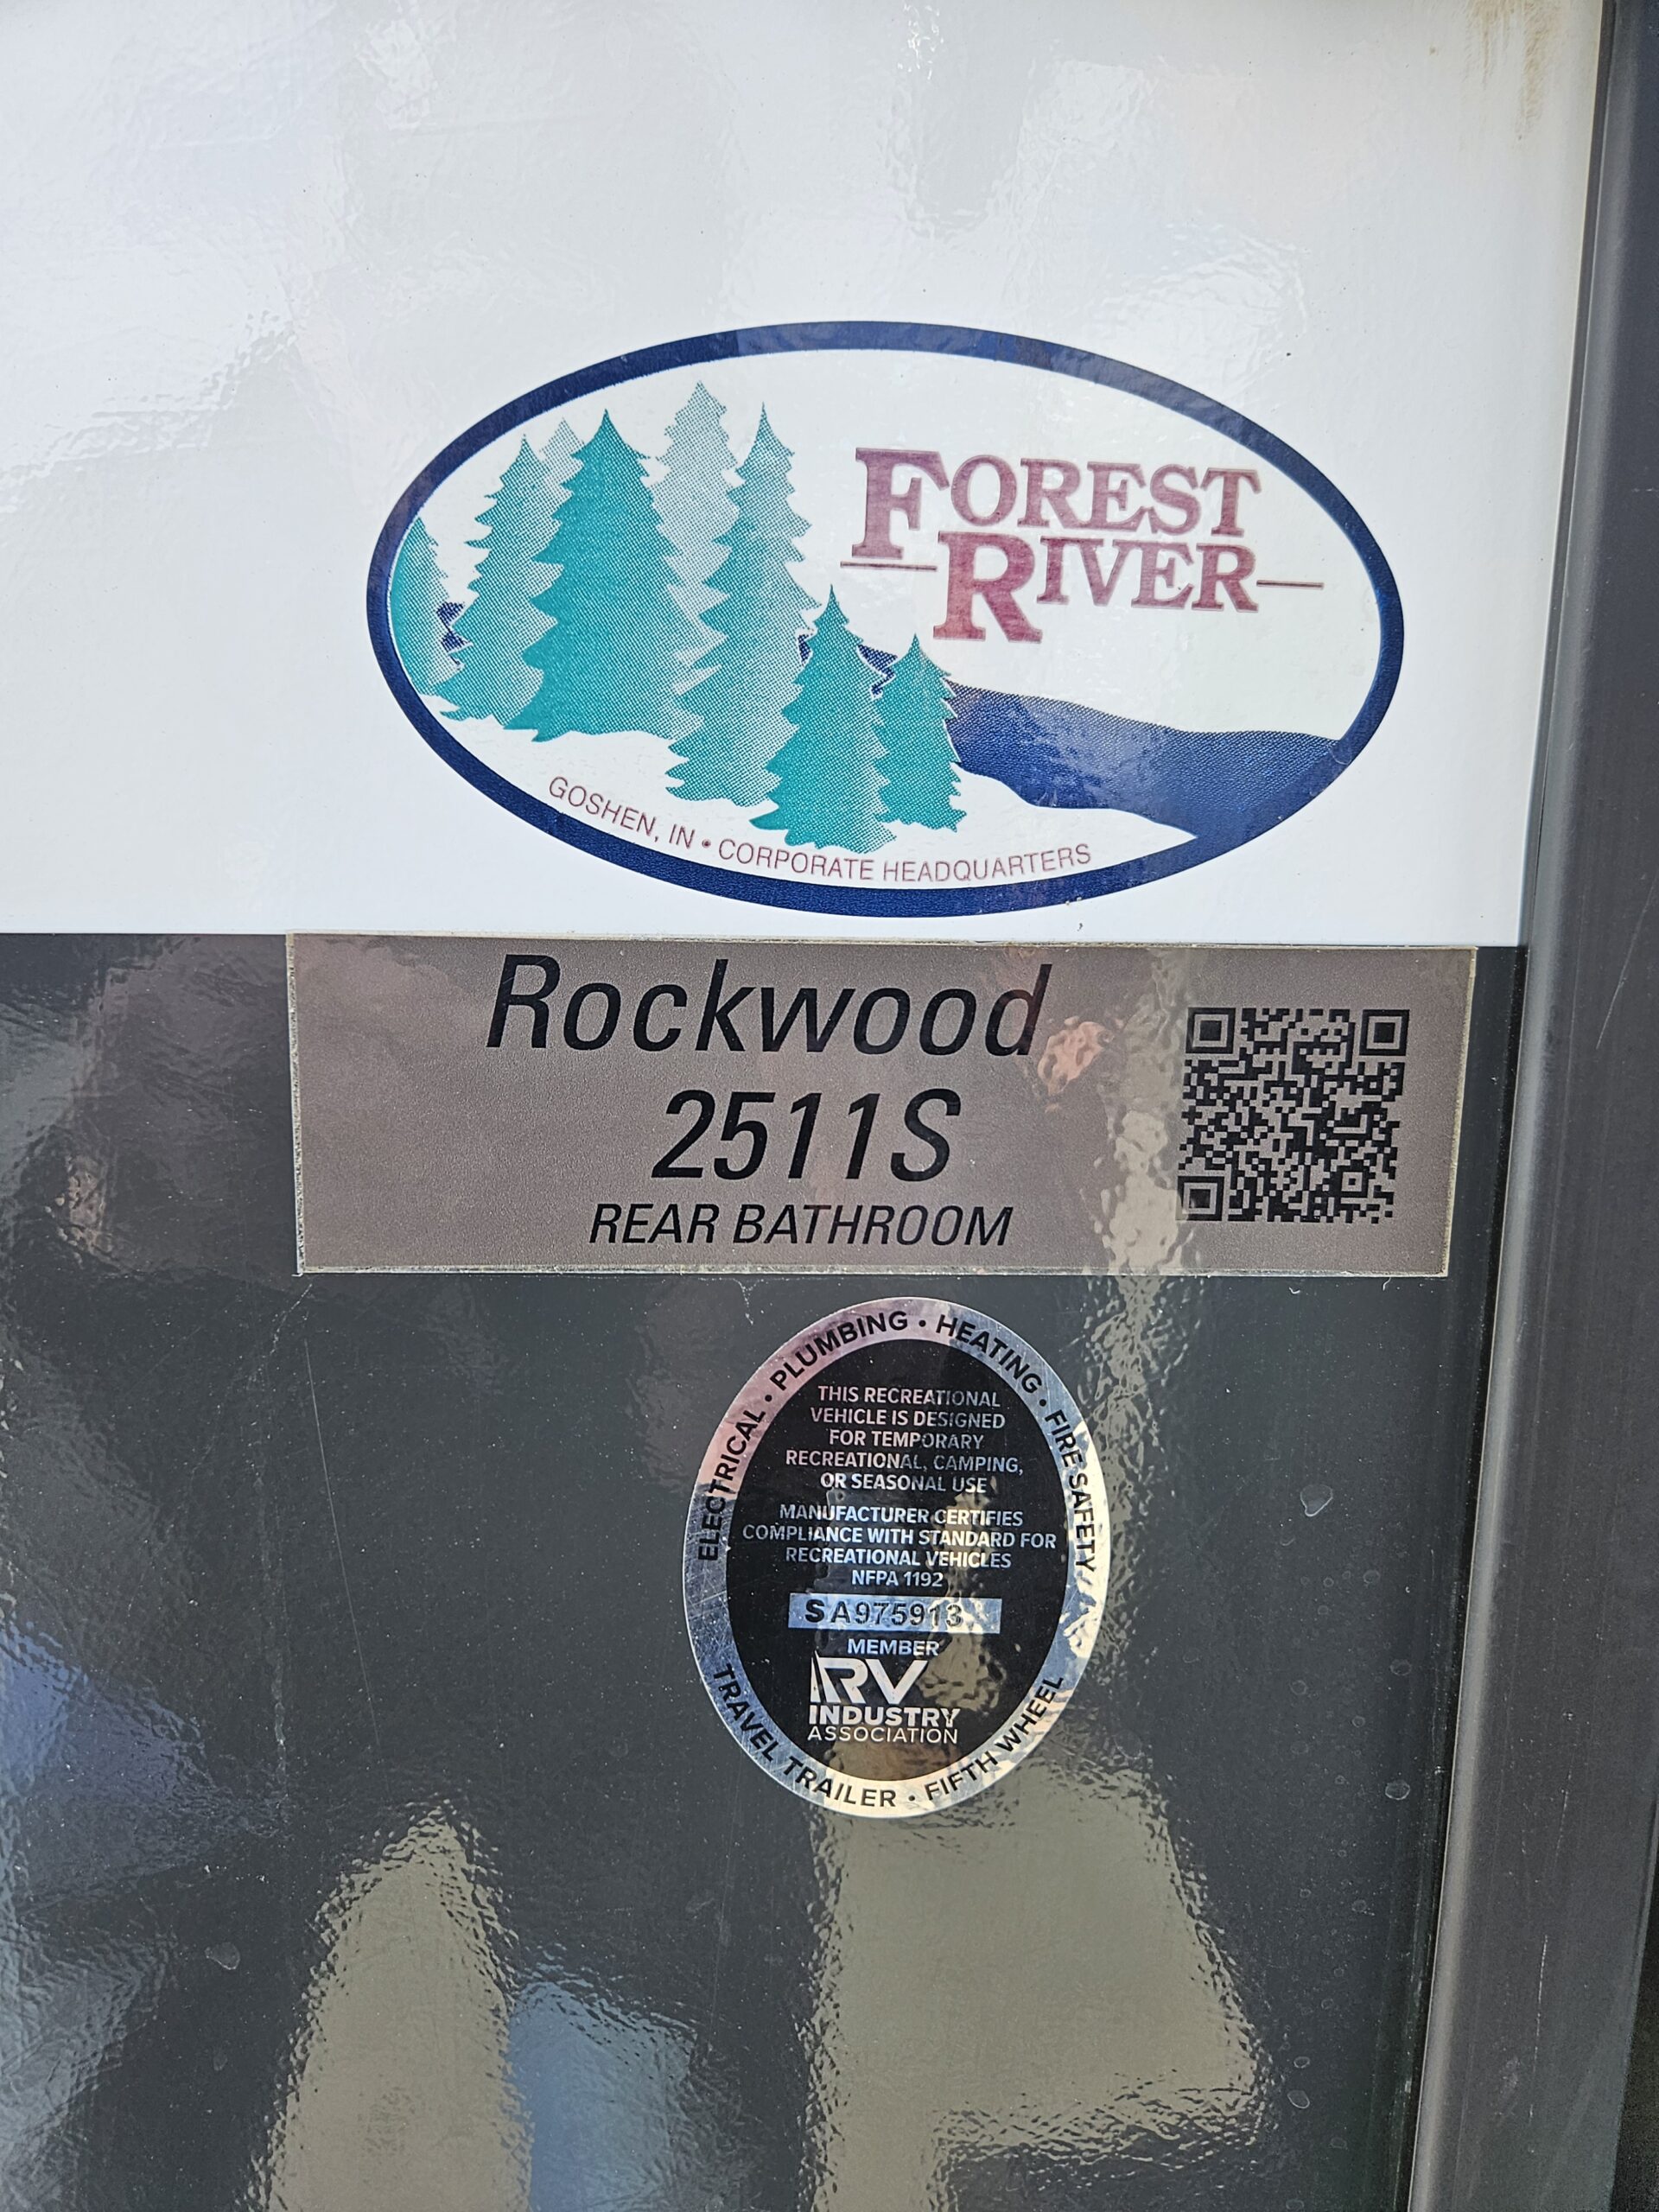 FOREST
RIVER
GOSHEN, IN • CORPORATE HEADQUARTERS
Rockwood
2511S
REAR BATHROOM
ELECTRICAL • PLUMBING • HEATING • FIRE SAFETY
THIS RECREATIONAL
VEHICLE IS DESIGNED
FOR TEMPORARY
RECREATIONAL, CAMPING,
OR SEASONAL USE
MANUFACTURER CERTIFIES
COMPLIANCE WITH STANDARD FOR
RECREATIONAL VEHICLES
NFPA 1192
SA975913
MEMBER
RV
INDUSTRY
ASSOCIATION
TRAVEL TRAILER • FIFTH WHEEL